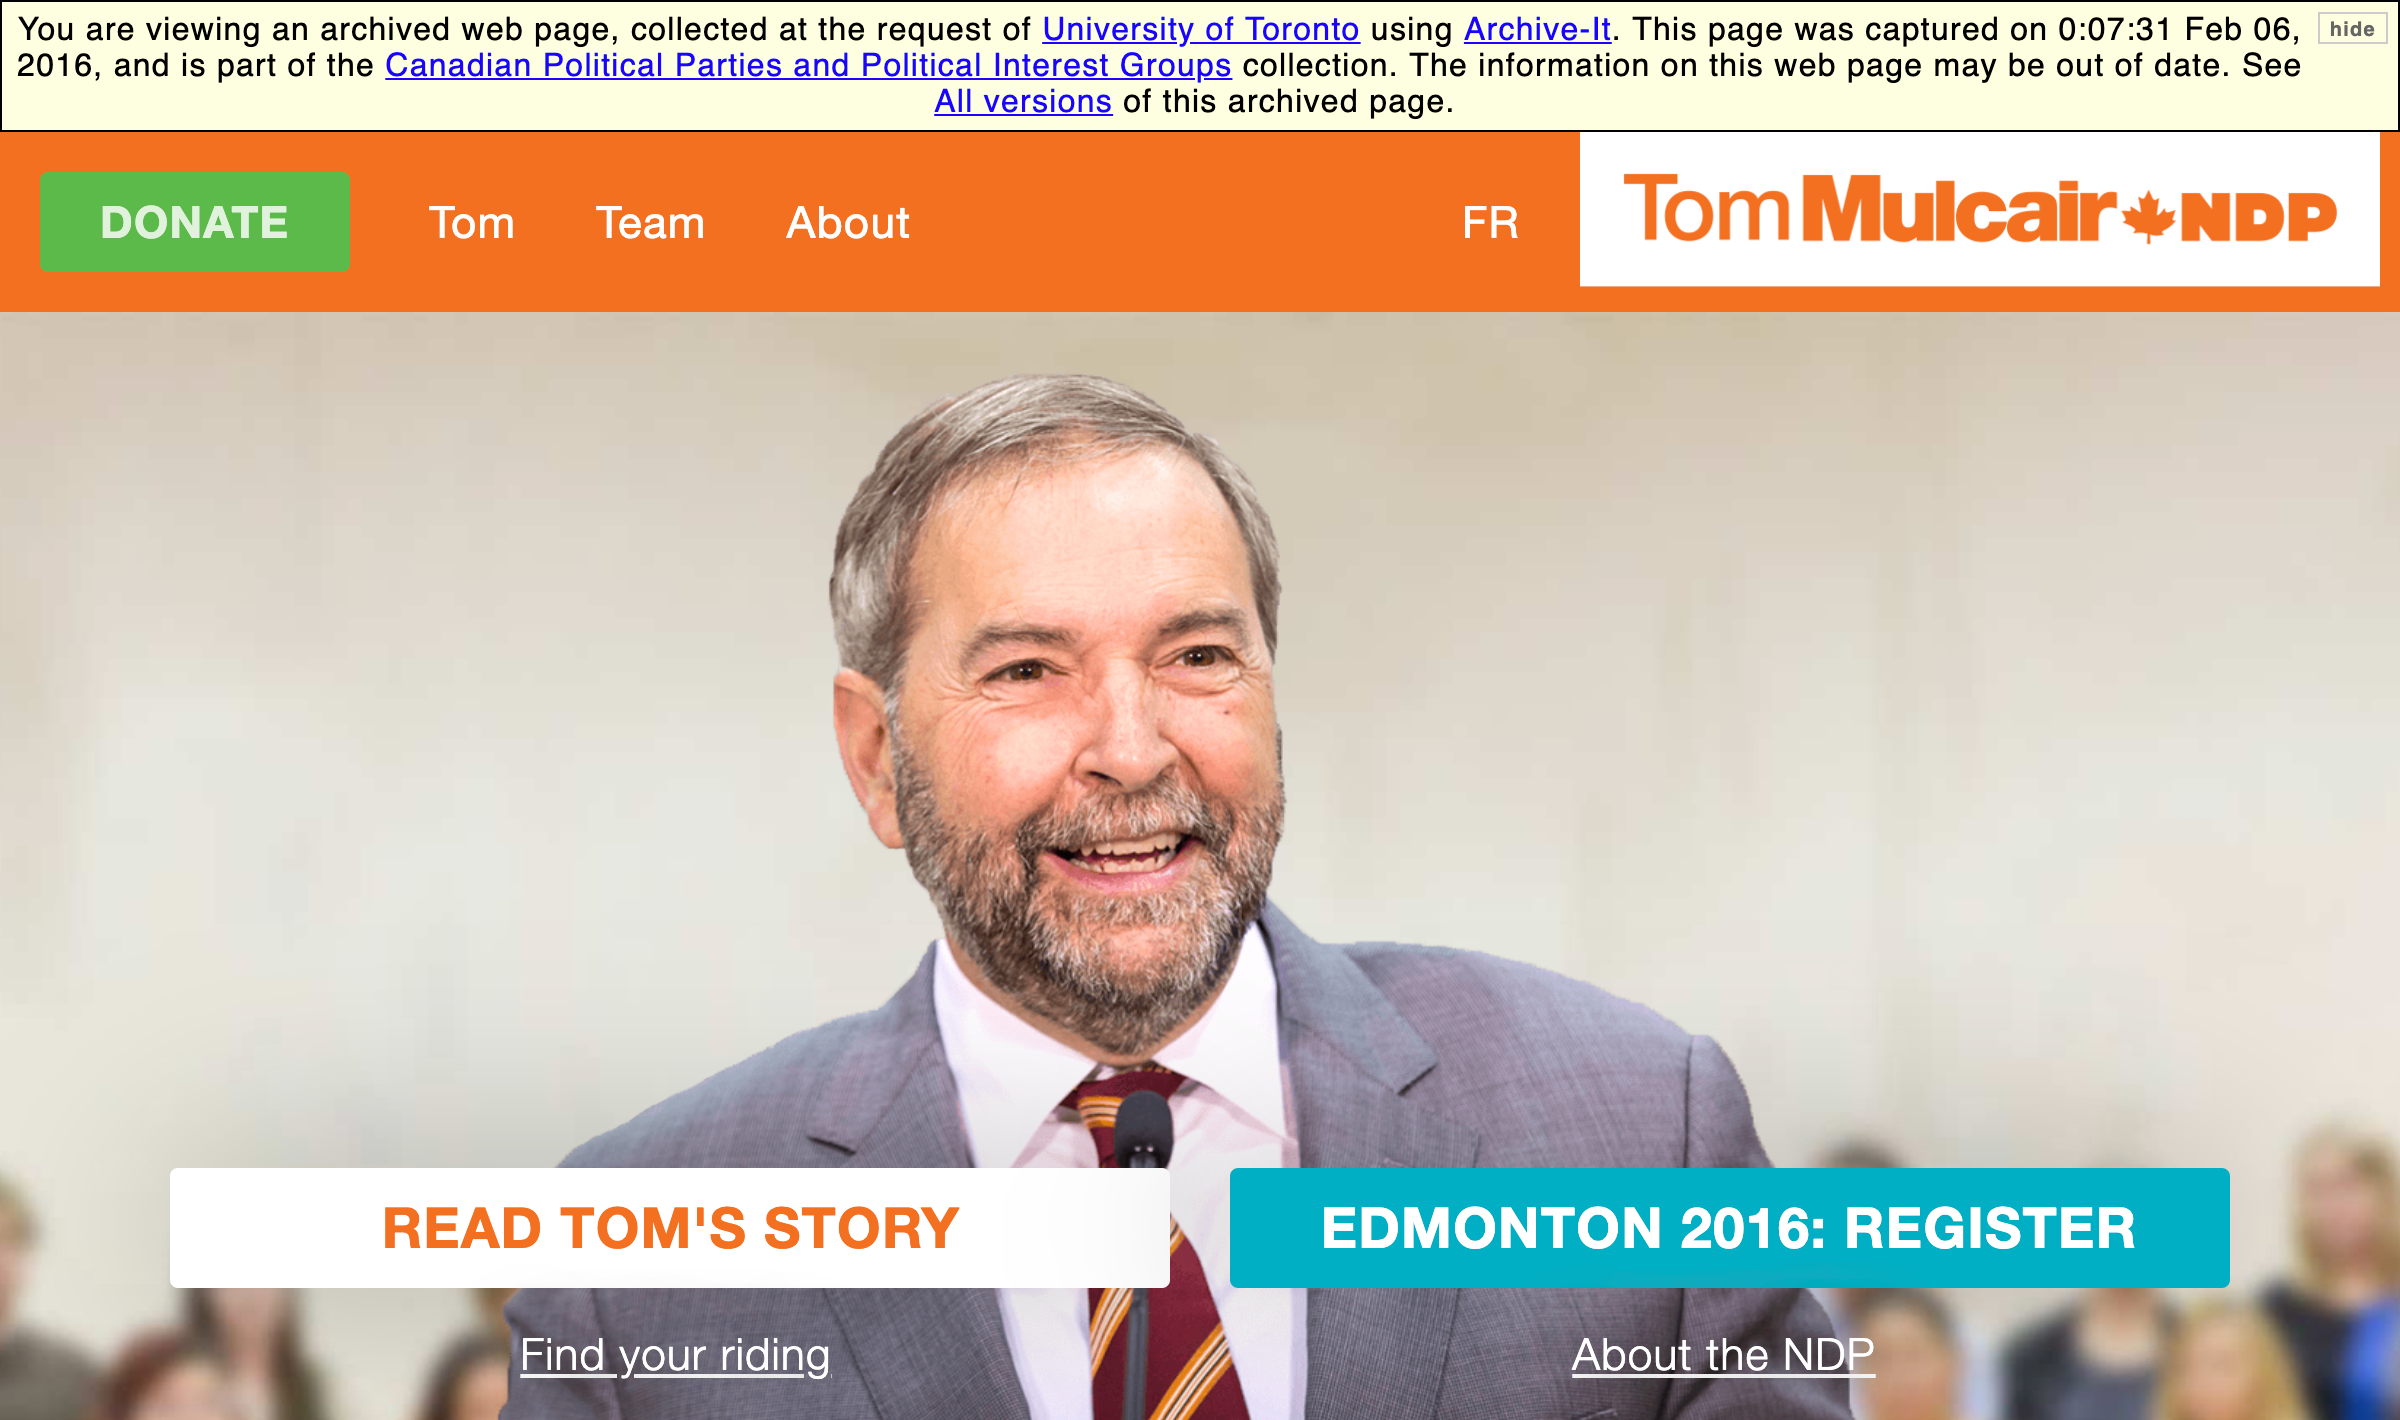 You are viewing an archived web page, collected at the request of University of Toronto using Archive-It. This page was captured on 0:07:31 Feb 06,
hide
2016, and is part of the Canadian Political Parties and Political Interest Groups collection. The information on this web page may be out of date. See
All versions of this archived page.
DONATE Tom Team About FR Tom Mulcair NDP
READ TOM'S STORY EDMONTON 2016: REGISTER
Find your riding About the NDP